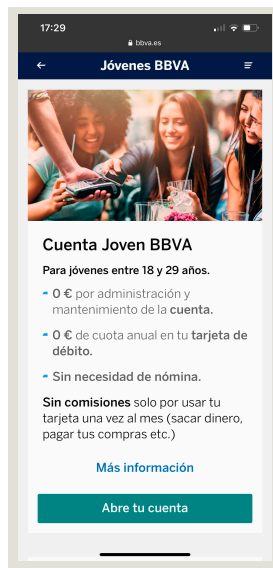 17:29
bbva.es
Jóvenes BBVA
Cuenta Joven BBVA
Para jóvenes entre 18 y 29 años.
0 € por administración y
mantenimiento de la cuenta.
0 € de cuota anual en tu tarjeta de
débito.
Sin necesidad de nómina.
Sin comisiones solo por usar tu
tarjeta una vez al mes (sacar dinero,
pagar tus compras etc.)
Más información
Abre tu cuenta